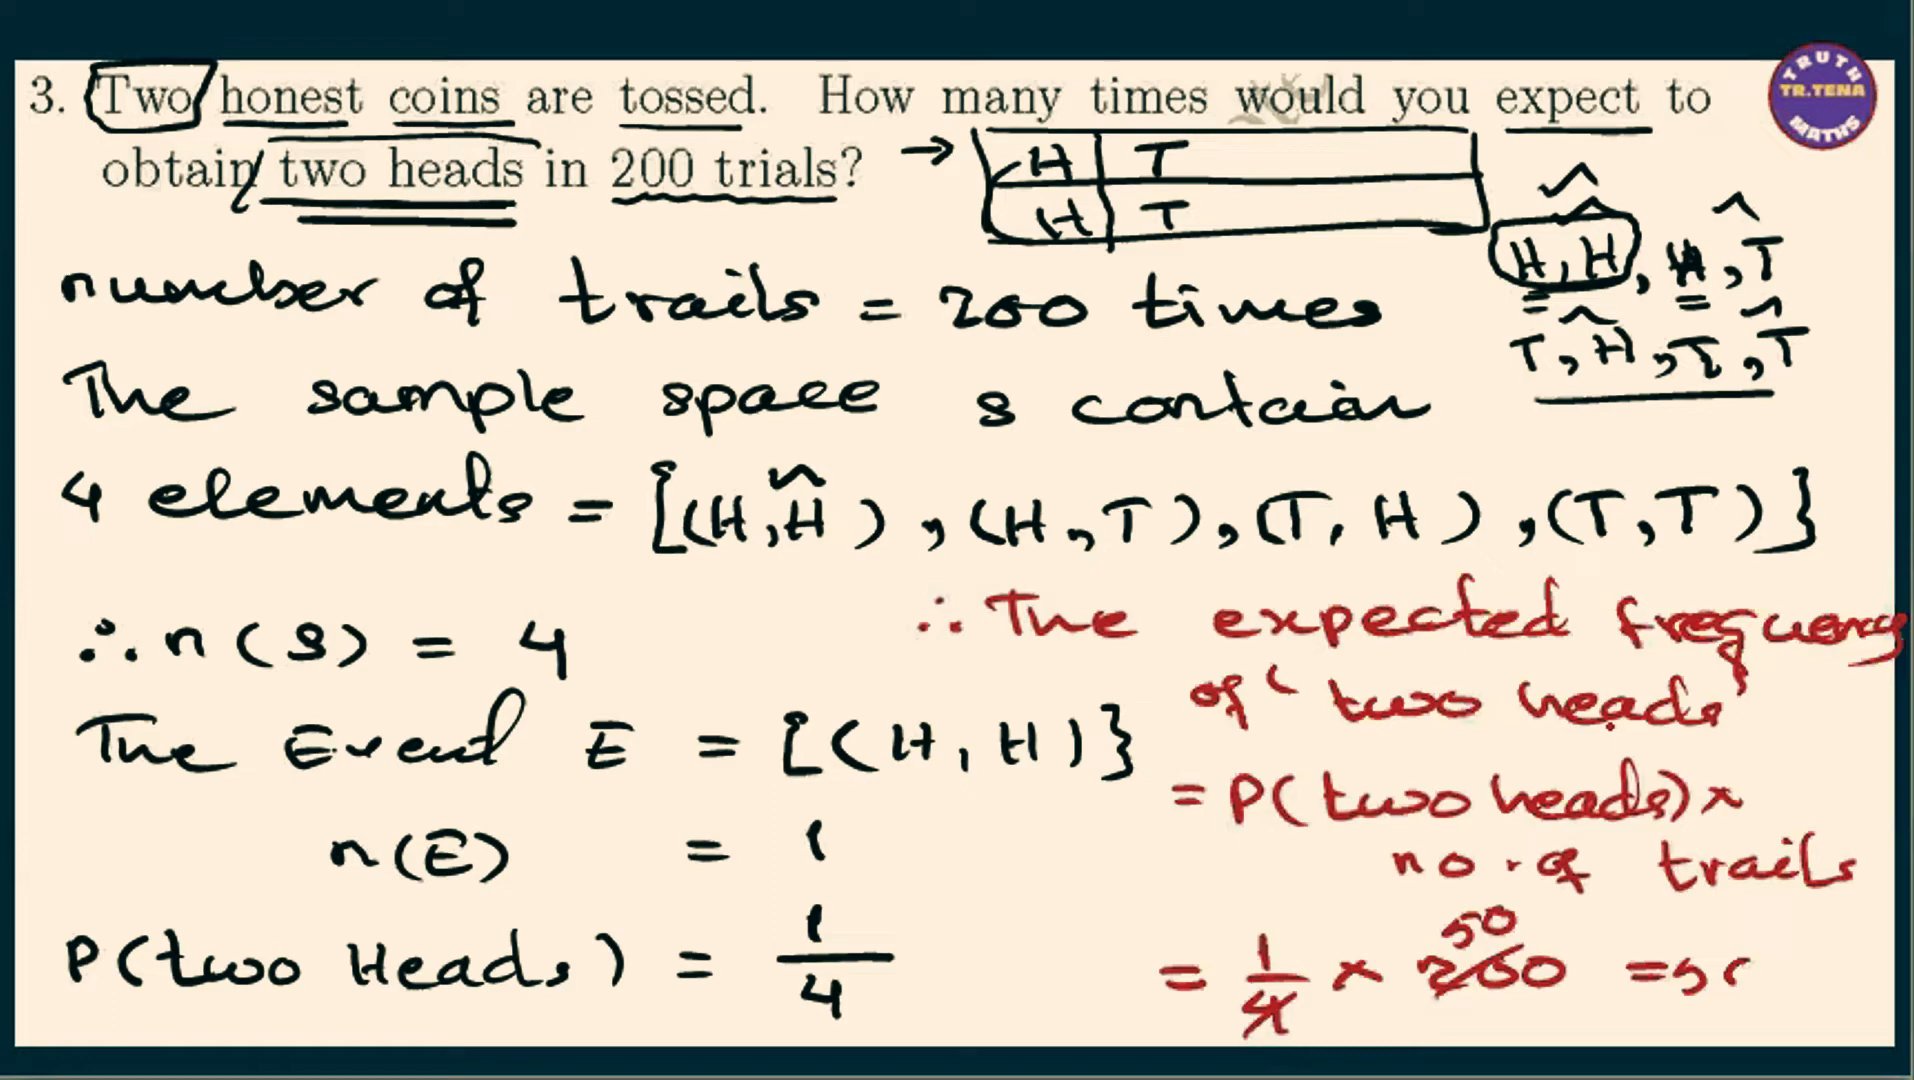 3. Two honest coins are tossed. How many times would you expect to
obtain two heads in 200 trials? → H T
H T
TRUTH
TR.TENA
MATHS
H, H, H, T
T, H, T, T
number of trails = 200 times
The sample space s contain
4 elements = [(H,H), (H,T), (T,H), (T,T)}
∴ n(S) = 4
The Event E = [(H,H)}
n(E) = 1
P(two Heads) = 1/4
∴ The expected frequency
of 'two heads'
= P(two heads) ×
no. of trails
50
= 1/4 × 200 = 50